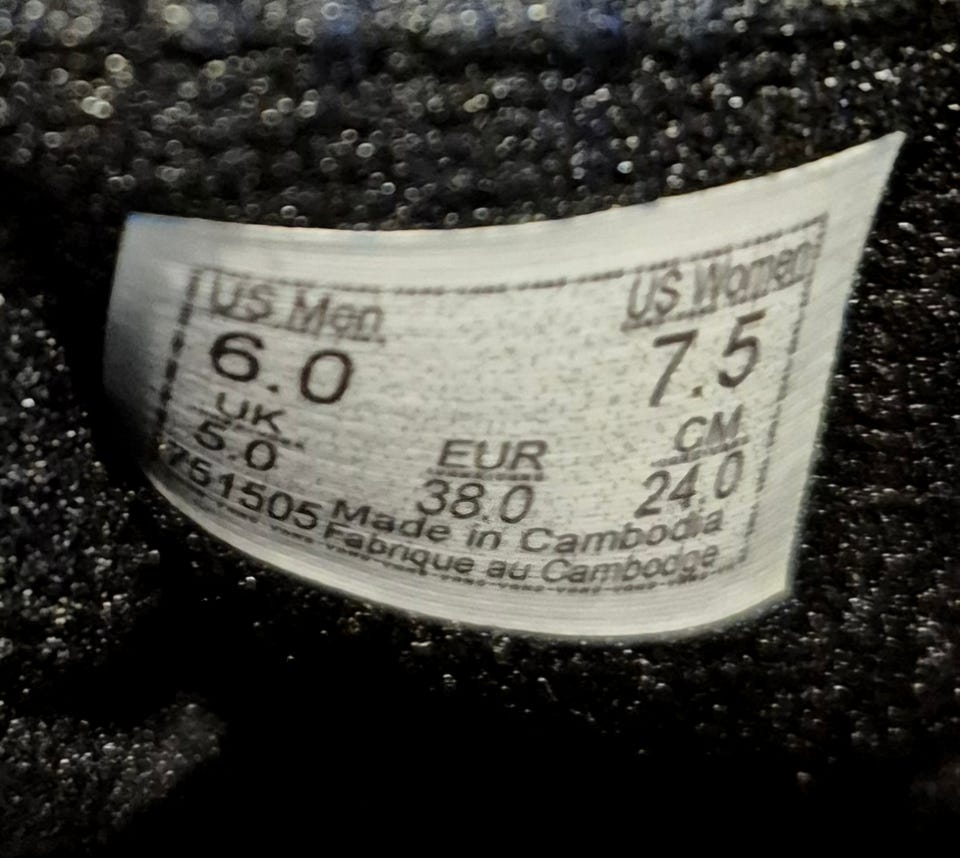 US Men US Women
6.0 7.5
UK EUR CM
5.0 38.0 24.0
751505 Made in Cambodia
Fabrique au Cambodge